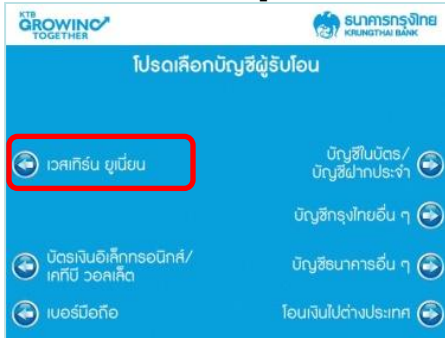 KTB
GROWING
TOGETHER
ธนาคารกรุงไทย
KRUNGTHAI BANK
โปรดเลือกบัญชีผู้รับโอน
เวสเทิร์น ยูเนี่ยน
บัญชีในบัตร/
บัญชีฝากประจำ
บัญชีกรุงไทยอื่น ๆ
บัตรเงินอิเล็กทรอนิกส์/
เคทีบี วอลเล็ต
บัญชีธนาคารอื่น ๆ
เบอร์มือถือ
โอนเงินไปต่างประเทศ